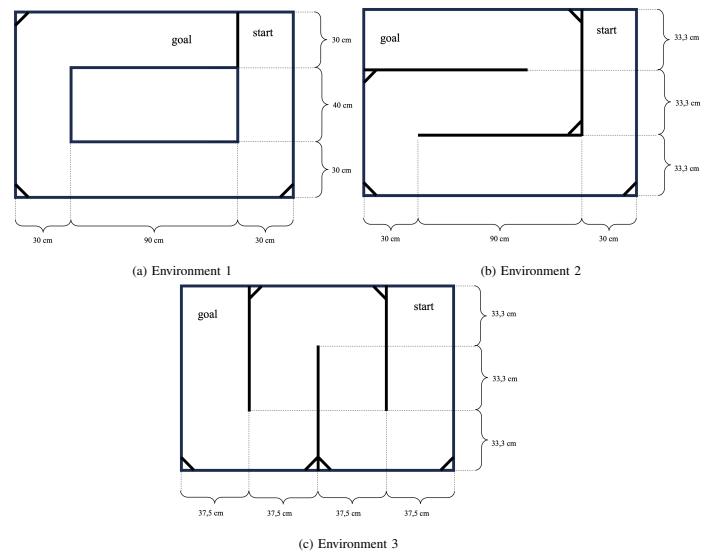 goal
start
30 cm
40 cm
30 cm
30 cm
90 cm
30 cm
(a) Environment 1
goal
start
33,3 cm
33,3 cm
33,3 cm
30 cm
90 cm
30 cm
(b) Environment 2
goal
start
33,3 cm
33,3 cm
33,3 cm
37,5 cm
37,5 cm
37,5 cm
37,5 cm
(c) Environment 3